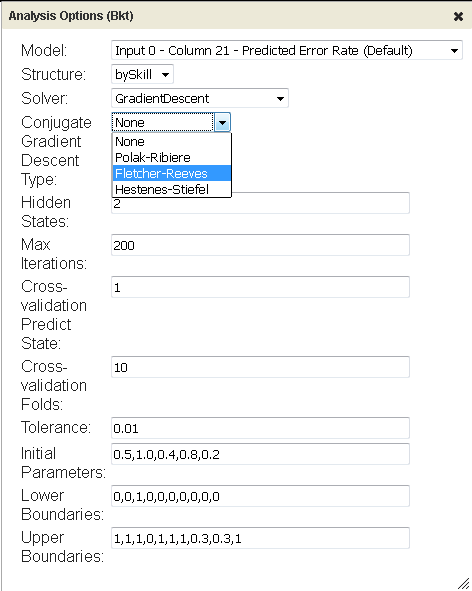 Analysis Options (Bkt)
Model: Input 0 - Column 21 - Predicted Error Rate (Default)
Structure: bySkill
Solver: GradientDescent
Conjugate None
Gradient None
Descent Polak-Ribiere
Type: Fletcher-Reeves
Hestenes-Stiefel
Hidden 2
States:
Max 200
Iterations:
Cross- 1
validation
Predict
State:
Cross- 10
validation
Folds:
Tolerance: 0.01
Initial 0.5,1.0,0.4,0.8,0.2
Parameters:
Lower 0,0,1,0,0,0,0,0,0,0
Boundaries:
Upper 1,1,1,0,1,1,1,0.3,0.3,1
Boundaries: